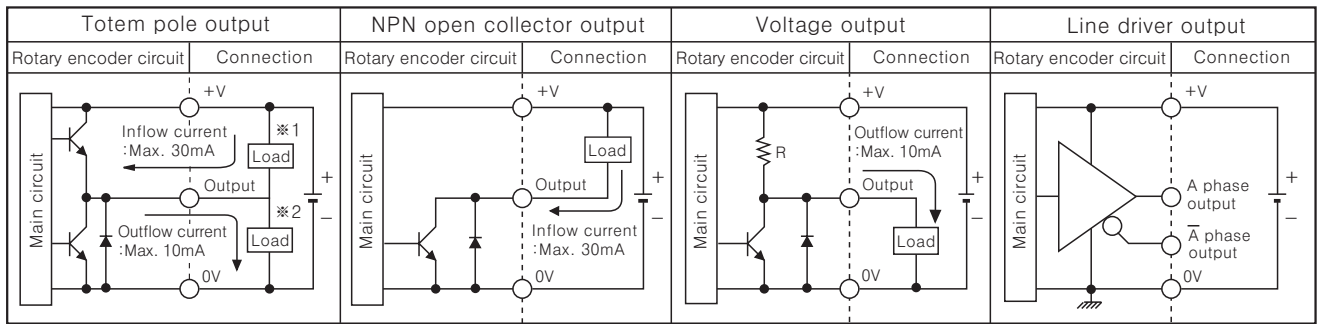 Totem pole output
NPN open collector output
Voltage output
Line driver output
Rotary encoder circuit
Connection
Rotary encoder circuit
Connection
Rotary encoder circuit
Connection
Rotary encoder circuit
Connection
Main circuit
+V
Inflow current
:Max. 30mA
※1
Load
Output
※2
Outflow current
:Max. 10mA
Load
0V
+
−
Main circuit
+V
Load
Output
Inflow current
:Max. 30mA
0V
+
−
Main circuit
+V
R
Outflow current
:Max. 10mA
Output
Load
0V
+
−
Main circuit
+V
A phase
output
A̅ phase
output
0V
+
−